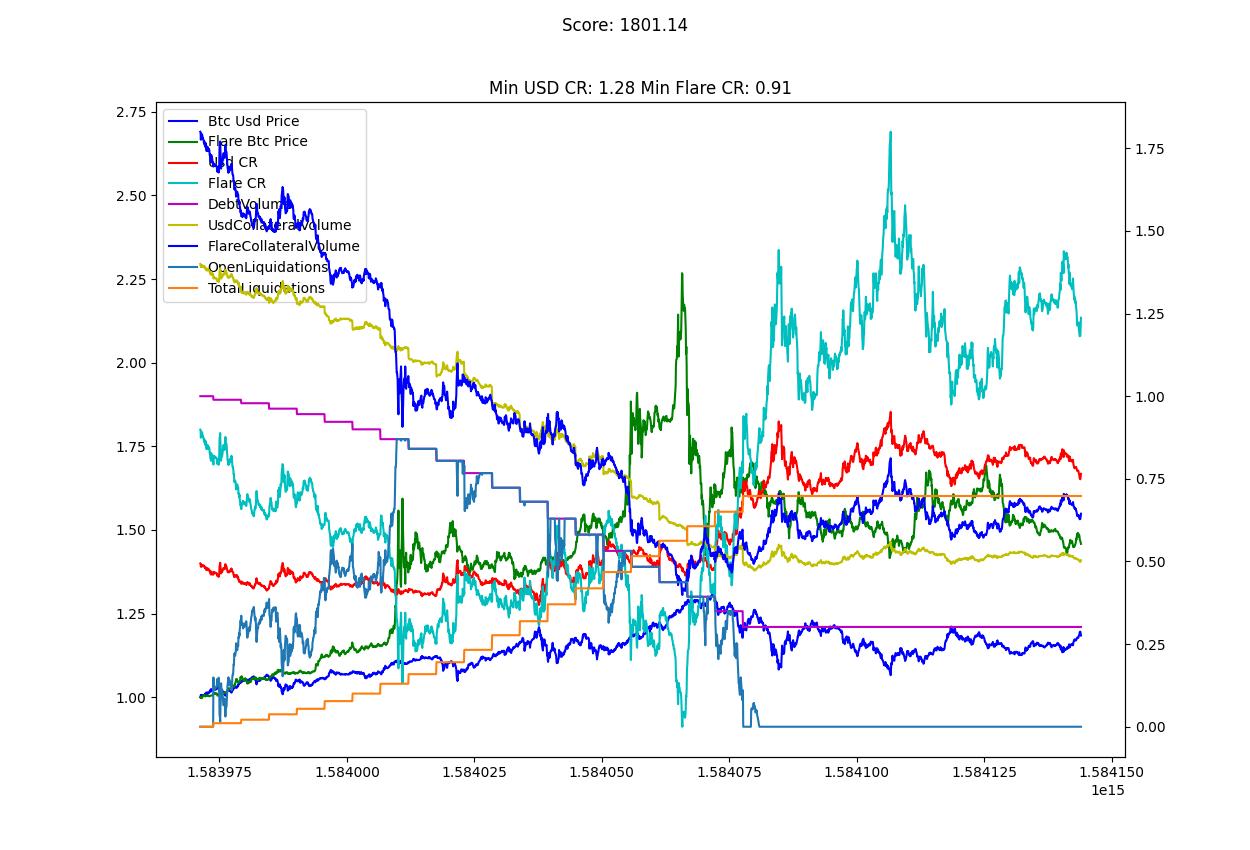 Score: 1801.14
Min USD CR: 1.28 Min Flare CR: 0.91
Btc Usd Price
Flare Btc Price
Usd CR
Flare CR
DebtVolume
UsdCollateralVolume
FlareCollateralVolume
OpenLiquidations
TotalLiquidations
2.75
2.50
2.25
2.00
1.75
1.50
1.25
1.00
1.75
1.50
1.25
1.00
0.75
0.50
0.25
0.00
1.583975
1.584000
1.584025
1.584050
1.584075
1.584100
1.584125
1.584150
1e15